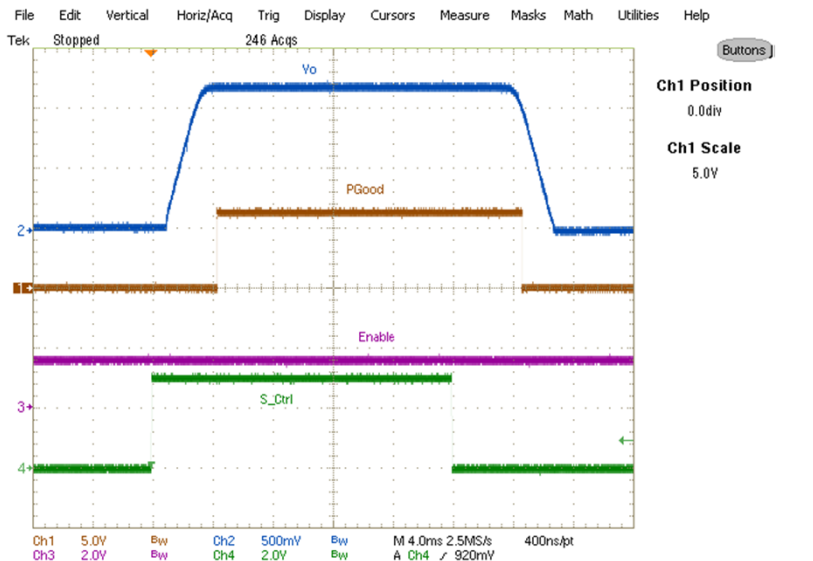 File Edit Vertical Horiz/Acq Trig Display Cursors Measure Masks Math Utilities Help
Tek Stopped 246 Acqs
Buttons
Ch1 Position
0.0div
Ch1 Scale
5.0V
Vo
PGood
2
1
Enable
S_Ctrl
3
4
Ch1 5.0V Bw Ch2 500mV Bw M 4.0ms 2.5MS/s 400ns/pt
Ch3 2.0V Bw Ch4 2.0V Bw A Ch4 920mV